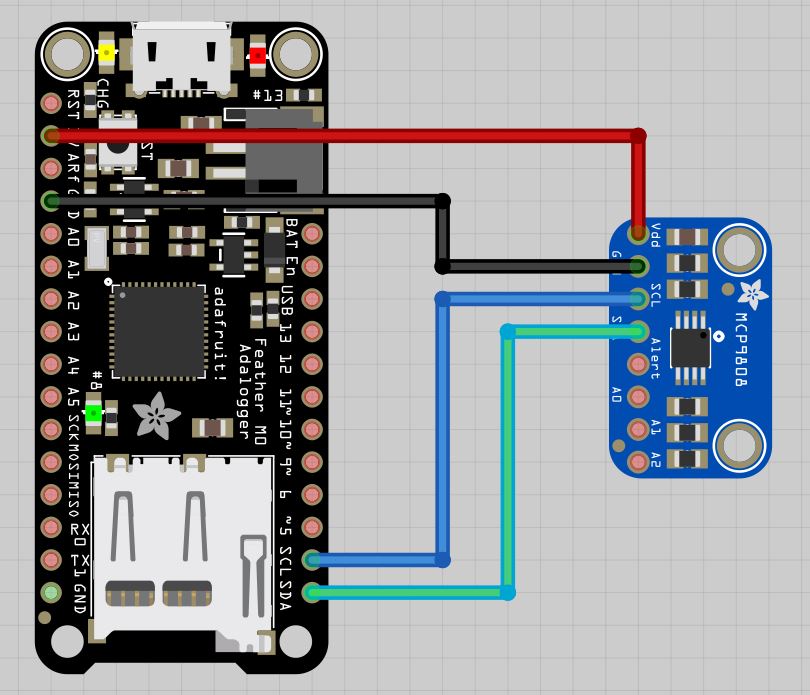 CHG
#13
RST
ARf
A0
A1
A2
A3
A4
A5
SCK
MOSI
MISO
RX
0
TX
1
GND
#8
BAT
En
USB
13
12
11~
10~
9~
6
~5
SCL
SDA
adafruit!
Feather M0
Adalogger
Vdd
SCL
Alert
A0
A1
A2
MCP9808